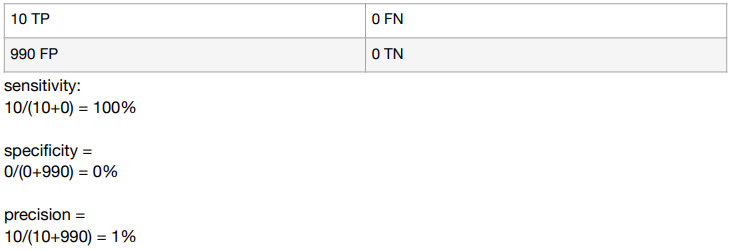 10 TP 0 FN
990 FP 0 TN
sensitivity:
10/(10+0) = 100%
specificity =
0/(0+990) = 0%
precision =
10/(10+990) = 1%